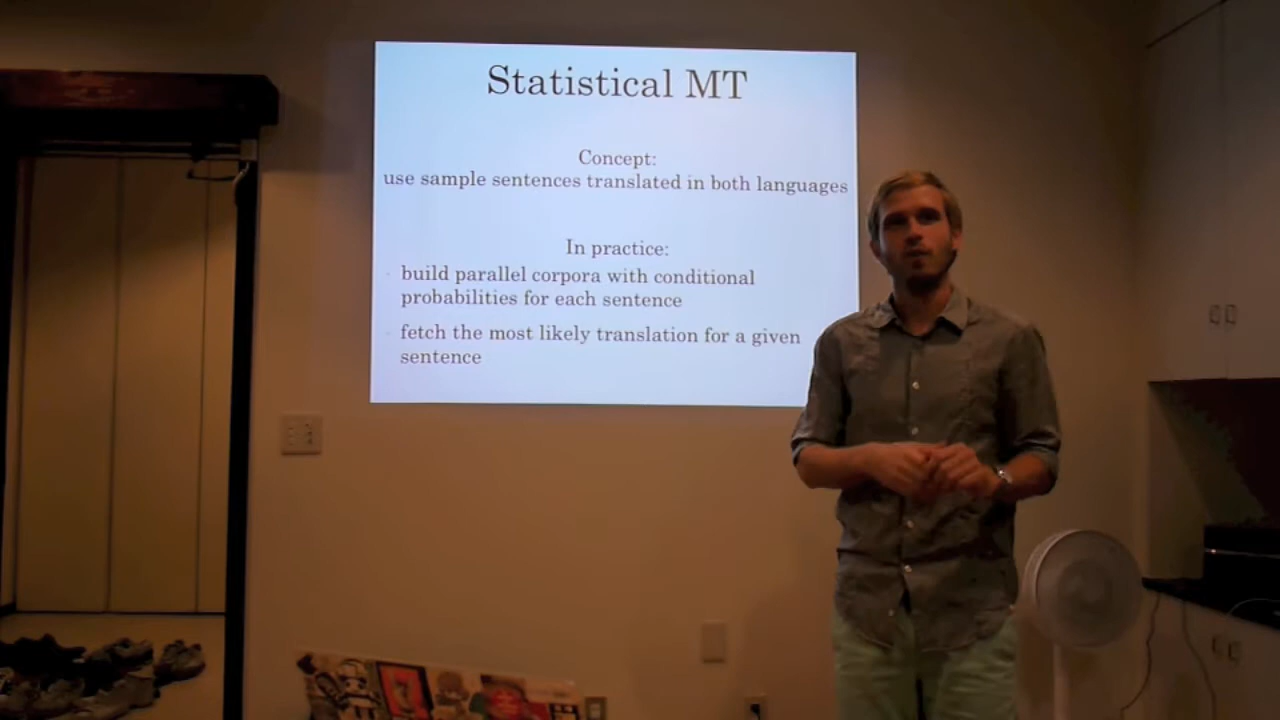 Statistical MT
Concept:
use sample sentences translated in both languages
In practice:
build parallel corpora with conditional
probabilities for each sentence
fetch the most likely translation for a given
sentence